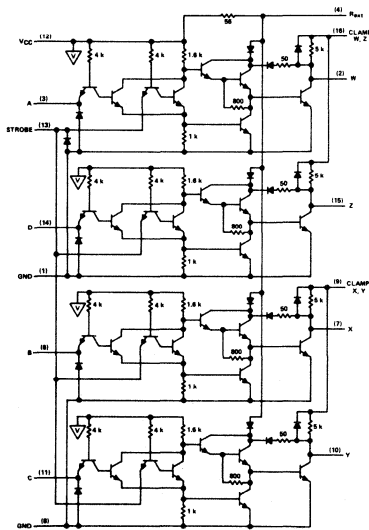 (4) Rext
56
VCC (12)
(16) CLAMP W, Z
V
4 k
4 k
1.6 k
5 k
50
(2) W
A (3)
800
STROBE (13)
1 k
V
4 k
4 k
1.6 k
5 k
50
(15) Z
D (14)
800
1 k
GND (1)
(9) CLAMP X, Y
V
4 k
4 k
1.6 k
5 k
50
(7) X
B (6)
800
1 k
V
4 k
4 k
1.6 k
5 k
50
(10) Y
C (11)
800
1 k
GND (8)